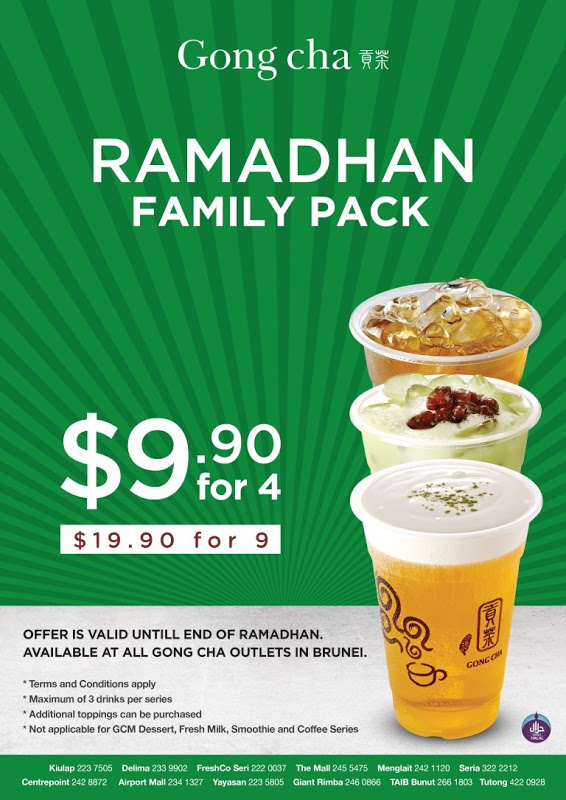 Gong cha 貢茶
RAMADHAN
FAMILY PACK
$9.90
for 4
$19.90 for 9
貢茶
GONG CHA
OFFER IS VALID UNTILL END OF RAMADHAN.
AVAILABLE AT ALL GONG CHA OUTLETS IN BRUNEI.
* Terms and Conditions apply
* Maximum of 3 drinks per series
* Additional toppings can be purchased
* Not applicable for GCM Dessert, Fresh Milk, Smoothie and Coffee Series
حلال
Kiulap 223 7505 Delima 233 9902 FreshCo Seri 222 0037 The Mall 245 5475 Menglait 242 1120 Seria 322 2212
Centrepoint 242 8872 Airport Mall 234 1327 Yayasan 223 5805 Giant Rimba 246 0866 TAIB Bunut 266 1803 Tutong 422 0928